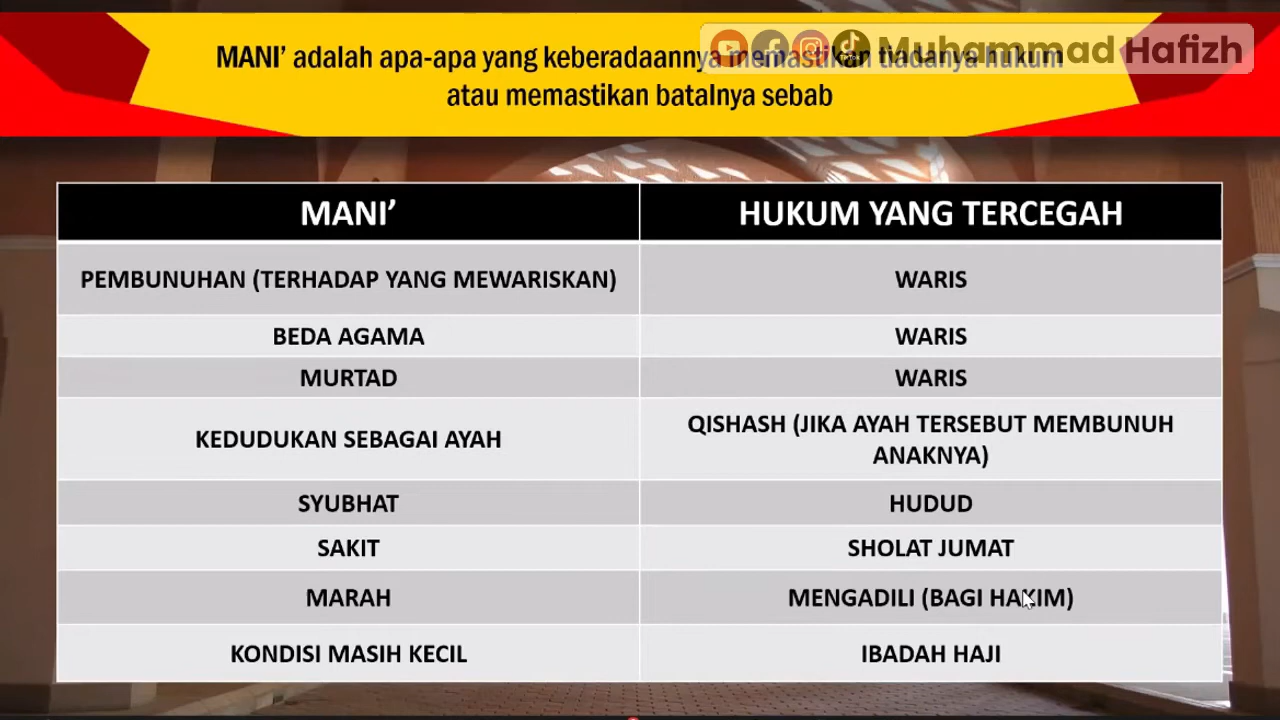 MANI’ adalah apa-apa yang keberadaannya memastikan tiadanya hukum
atau memastikan batalnya sebab
Muhammad Hafizh
MANI’
HUKUM YANG TERCEGAH
PEMBUNUHAN (TERHADAP YANG MEWARISKAN)
WARIS
BEDA AGAMA
WARIS
MURTAD
WARIS
KEDUDUKAN SEBAGAI AYAH
QISHASH (JIKA AYAH TERSEBUT MEMBUNUH
ANAKNYA)
SYUBHAT
HUDUD
SAKIT
SHOLAT JUMAT
MARAH
MENGADILI (BAGI HAKIM)
KONDISI MASIH KECIL
IBADAH HAJI